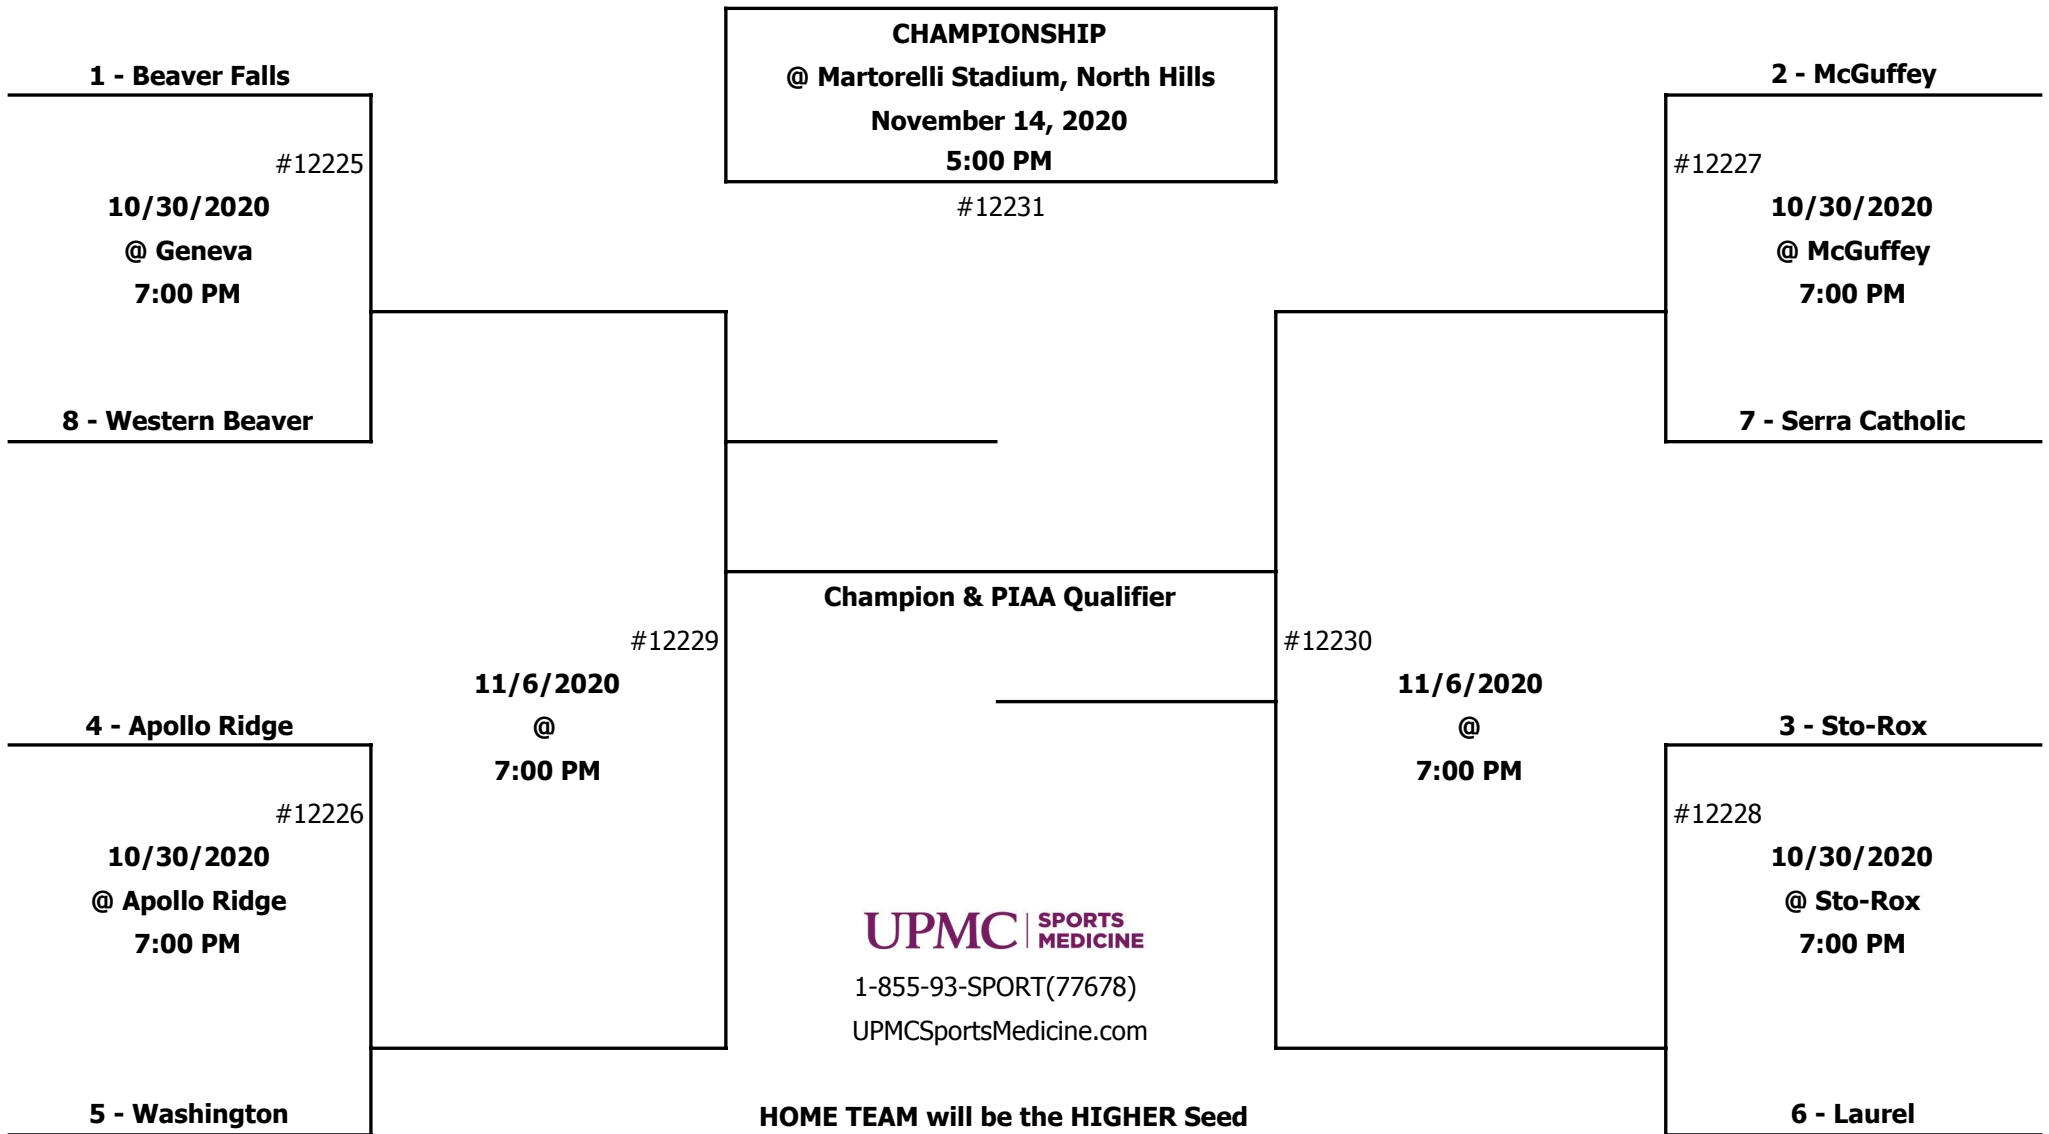 CHAMPIONSHIP
@ Martorelli Stadium, North Hills
November 14, 2020
5:00 PM
#12231
1 - Beaver Falls
#12225
10/30/2020
@ Geneva
7:00 PM
8 - Western Beaver
4 - Apollo Ridge
#12226
10/30/2020
@ Apollo Ridge
7:00 PM
5 - Washington
#12229
11/6/2020
@
7:00 PM
Champion & PIAA Qualifier
#12230
11/6/2020
@
7:00 PM
2 - McGuffey
#12227
10/30/2020
@ McGuffey
7:00 PM
7 - Serra Catholic
3 - Sto-Rox
#12228
10/30/2020
@ Sto-Rox
7:00 PM
6 - Laurel
UPMC SPORTS
MEDICINE
1-855-93-SPORT(77678)
UPMCSportsMedicine.com
HOME TEAM will be the HIGHER Seed